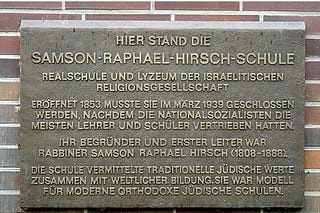 HIER STAND DIE
SAMSON-RAPHAEL-HIRSCH-SCHULE
REALSCHULE UND LYZEUM DER ISRAELITISCHEN
RELIGIONSGESELLSCHAFT
ERÖFFNET 1853, MUSSTE SIE IM MÄRZ 1939 GESCHLOSSEN
WERDEN, NACHDEM DIE NATIONALSOZIALISTEN DIE
MEISTEN LEHRER UND SCHÜLER VERTRIEBEN HATTEN.
IHR BEGRÜNDER UND ERSTER LEITER WAR
RABBINER SAMSON RAPHAEL HIRSCH (1808-1888).
DIE SCHULE VERMITTELTE TRADITIONELLE JÜDISCHE WERTE
ZUSAMMEN MIT WELTLICHER BILDUNG. SIE WAR MODELL
FÜR MODERNE ORTHODOXE JÜDISCHE SCHULEN.